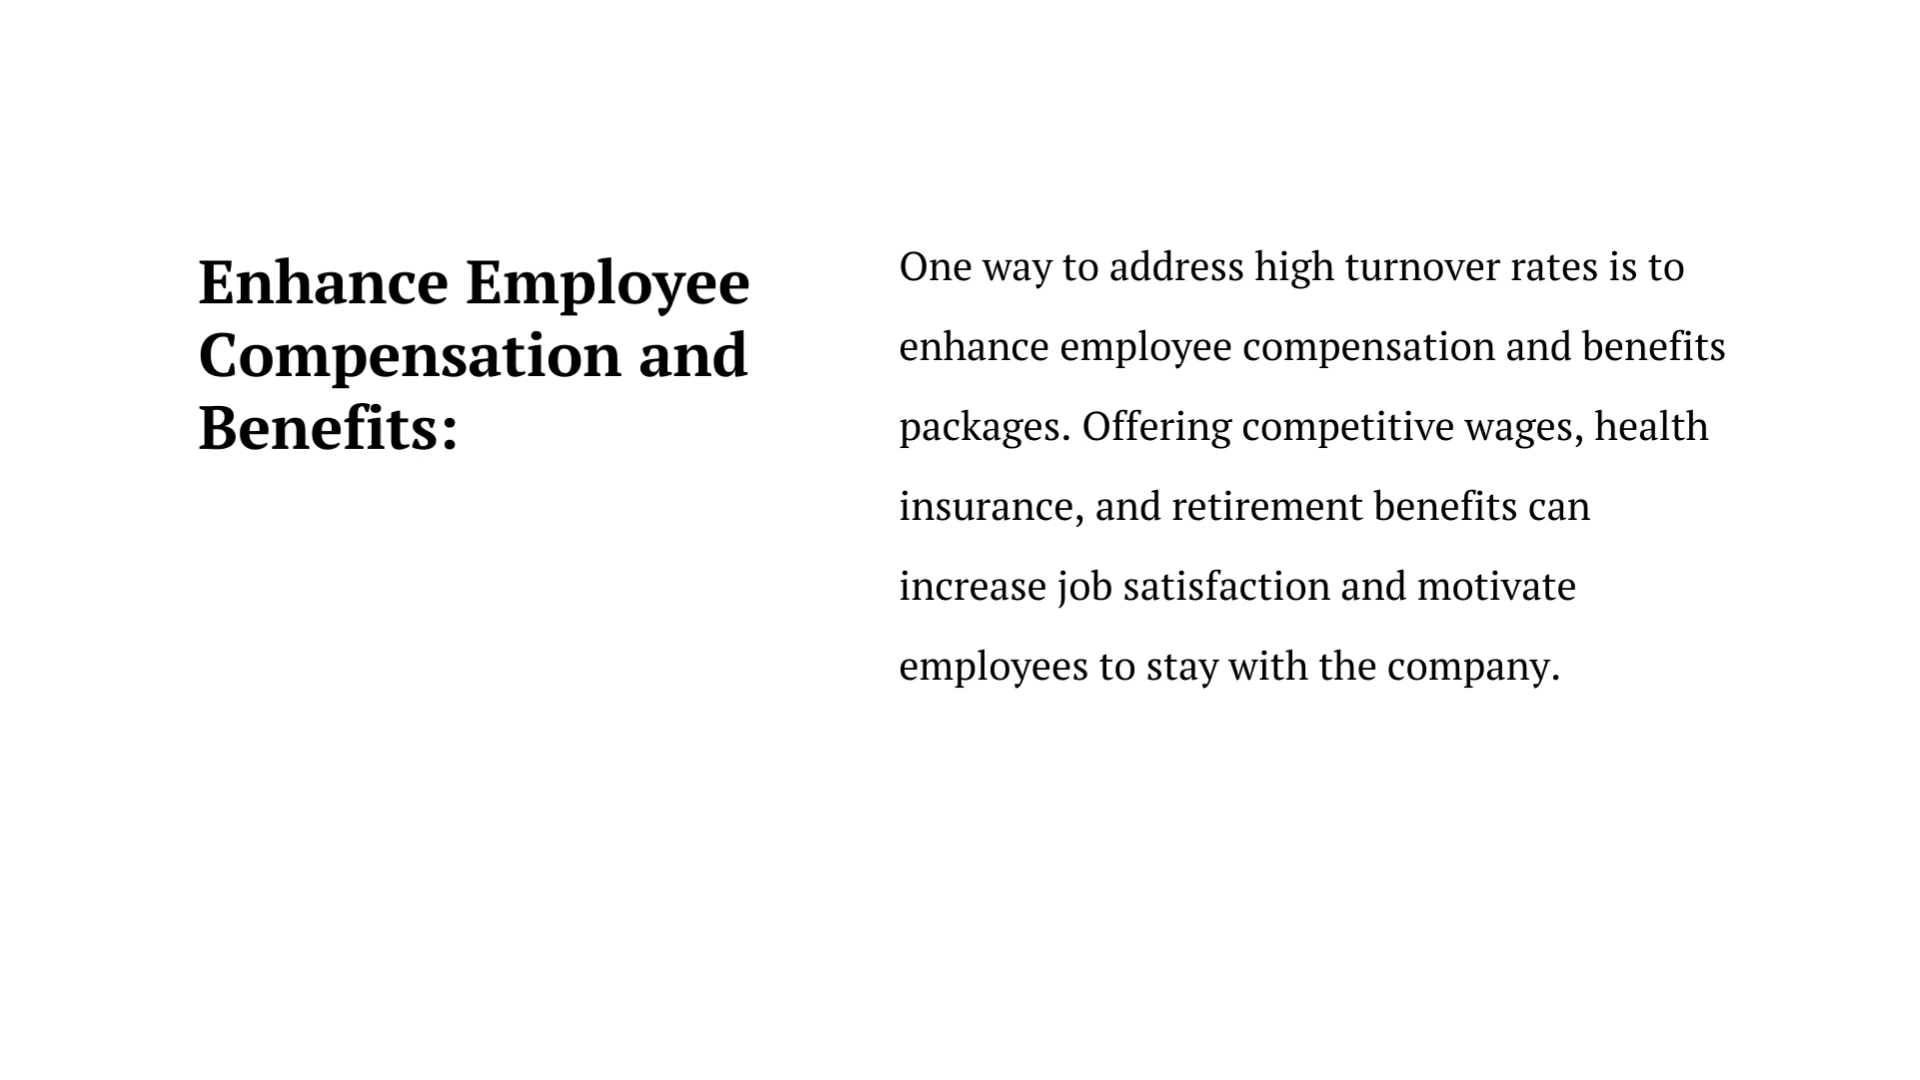 Enhance Employee
Compensation and
Benefits:
One way to address high turnover rates is to
enhance employee compensation and benefits
packages. Offering competitive wages, health
insurance, and retirement benefits can
increase job satisfaction and motivate
employees to stay with the company.